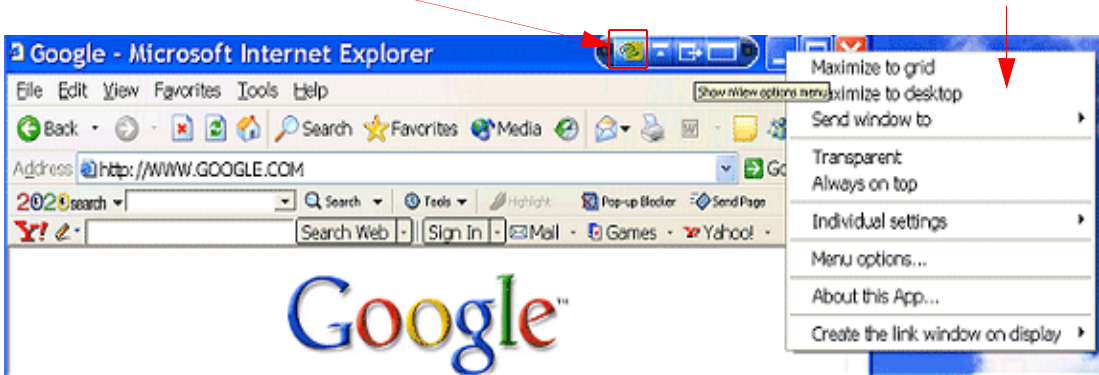 Google - Microsoft Internet Explorer
File Edit View Favorites Tools Help
Show nView options menu
Back Search Favorites Media
Address http://WWW.GOOGLE.COM
2020search Search Tools Highlight Pop-up Blocker Send Page
Y! Search Web Sign In Mail Games Yahoo!
Google™
Maximize to grid
Maximize to desktop
Send window to
Transparent
Always on top
Individual settings
Menu options...
About this App...
Create the link window on display